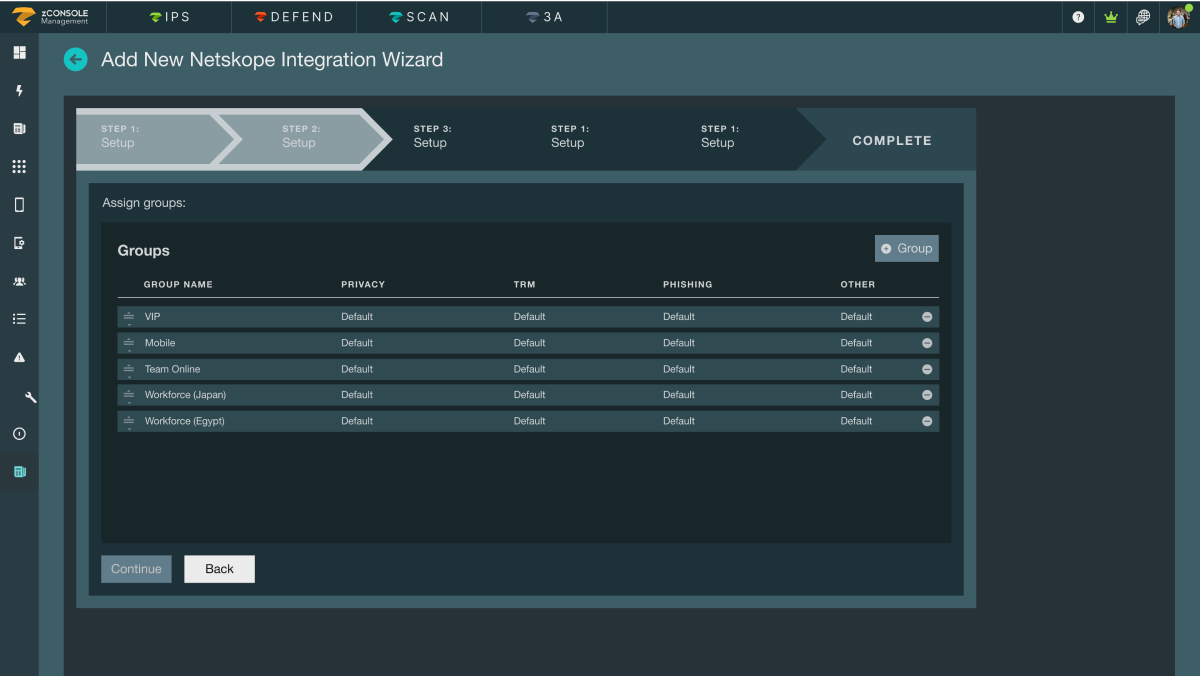 zCONSOLE
Management
IPS
DEFEND
SCAN
3A
Add New Netskope Integration Wizard
STEP 1:
Setup
STEP 2:
Setup
STEP 3:
Setup
STEP 1:
Setup
STEP 1:
Setup
COMPLETE
Assign groups:
Groups
Group
GROUP NAME PRIVACY TRM PHISHING OTHER
VIP Default Default Default Default
Mobile Default Default Default Default
Team Online Default Default Default Default
Workforce (Japan) Default Default Default Default
Workforce (Egypt) Default Default Default Default
Continue
Back